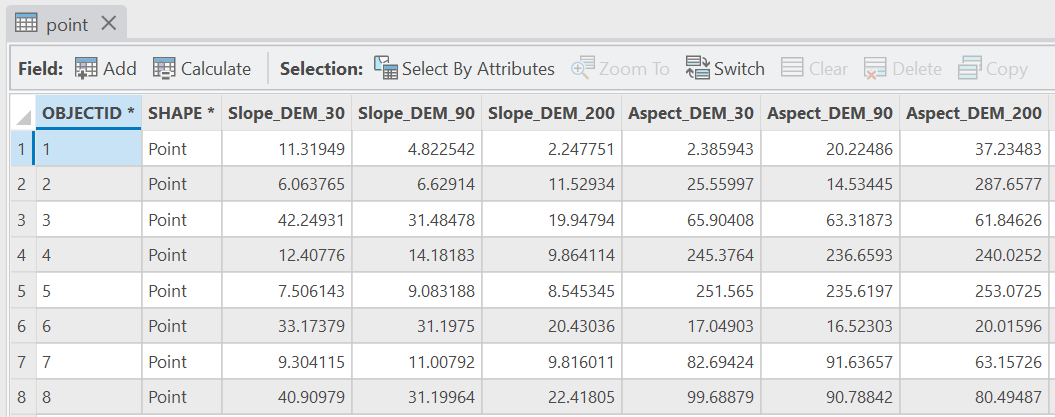 point
Field: Add Calculate Selection: Select By Attributes Zoom To Switch Clear Delete Copy
OBJECTID * SHAPE * Slope_DEM_30 Slope_DEM_90 Slope_DEM_200 Aspect_DEM_30 Aspect_DEM_90 Aspect_DEM_200
1 1 Point 11.31949 4.822542 2.247751 2.385943 20.22486 37.23483
2 2 Point 6.063765 6.62914 11.52934 25.55997 14.53445 287.6577
3 3 Point 42.24931 31.48478 19.94794 65.90408 63.31873 61.84626
4 4 Point 12.40776 14.18183 9.864114 245.3764 236.6593 240.0252
5 5 Point 7.506143 9.083188 8.545345 251.565 235.6197 253.0725
6 6 Point 33.17379 31.1975 20.43036 17.04903 16.52303 20.01596
7 7 Point 9.304115 11.00792 9.816011 82.69424 91.63657 63.15726
8 8 Point 40.90979 31.19964 22.41805 99.68879 90.78842 80.49487